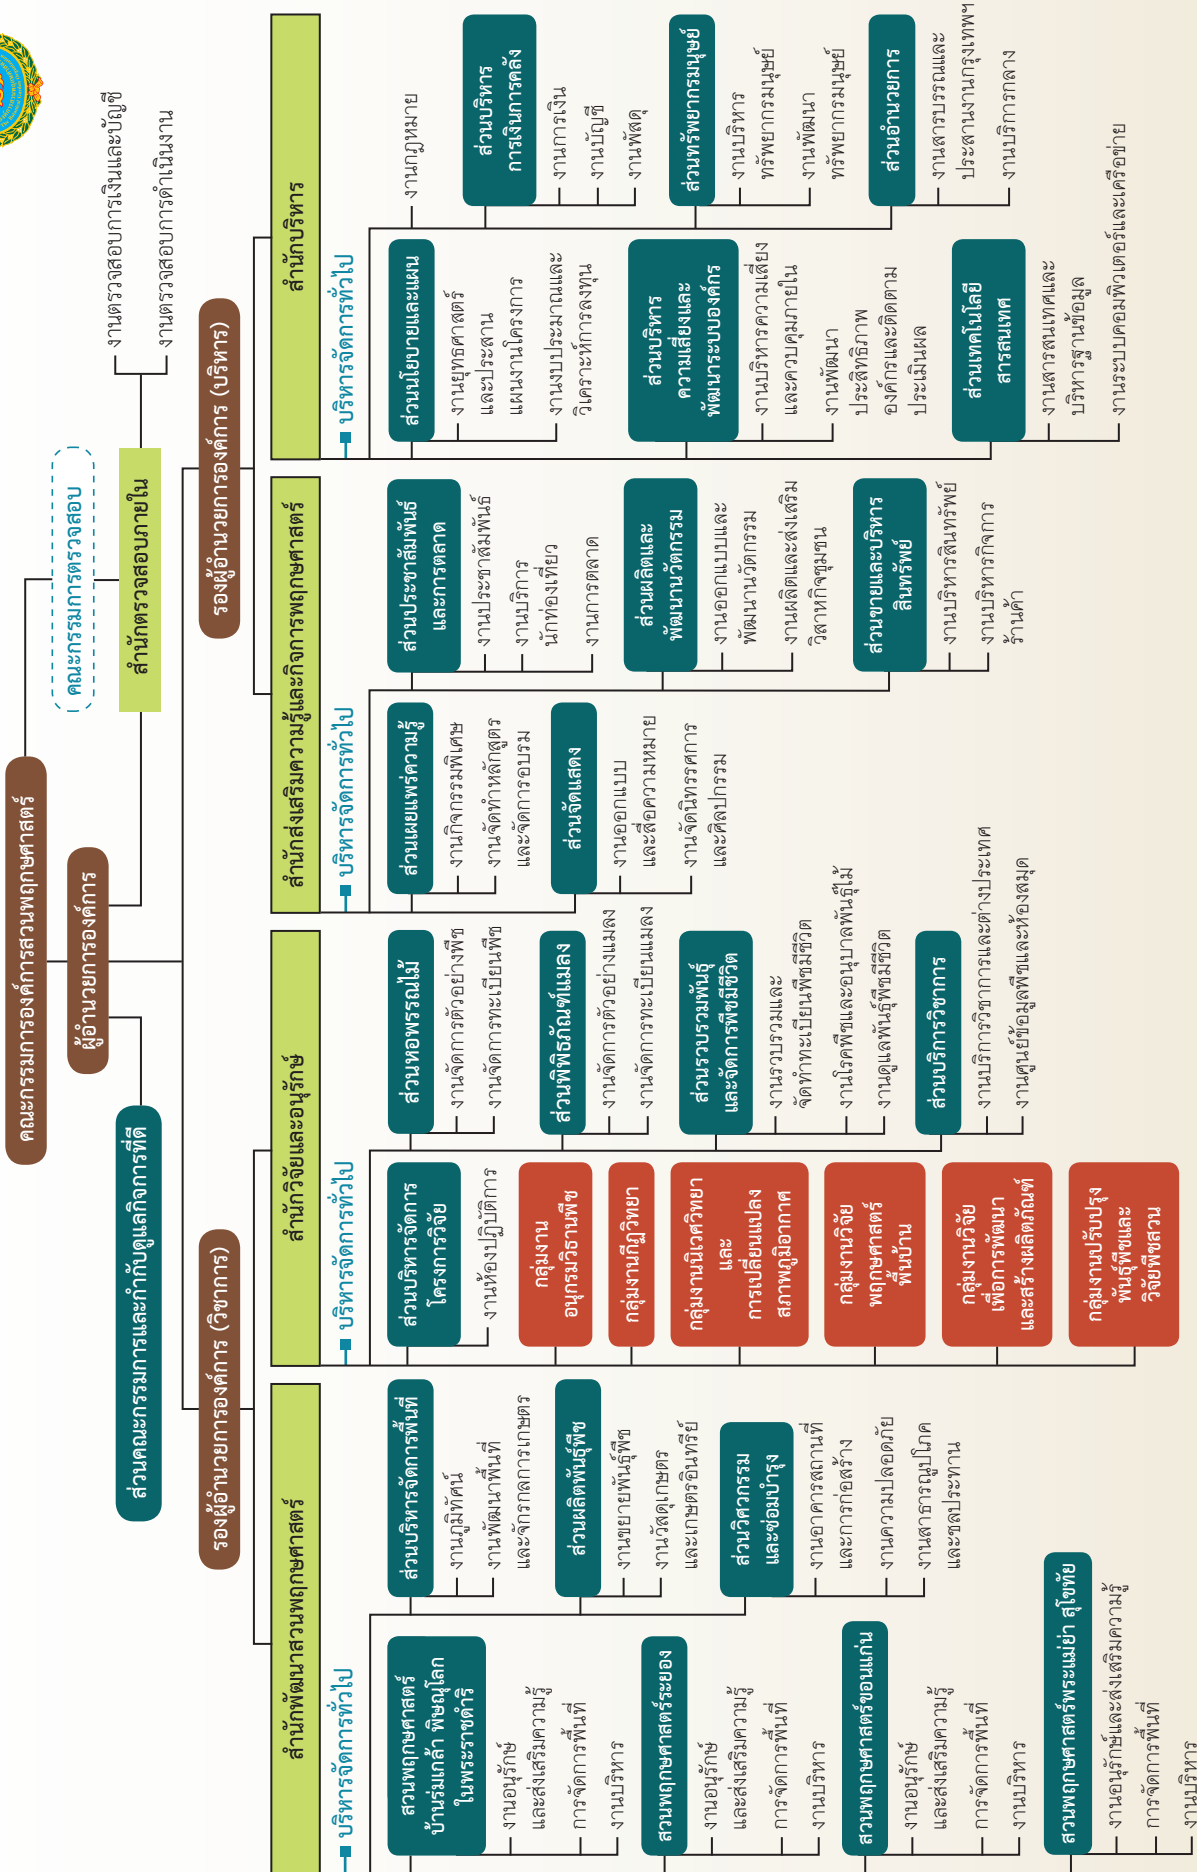 คณะกรรมการองค์การสวนพฤกษศาสตร์
ผู้อำนวยการองค์การ
ส่วนคณะกรรมการและกำกับดูแลกิจการที่ดี
คณะกรรมการตรวจสอบ
สำนักตรวจสอบภายใน
งานตรวจสอบการเงินและบัญชี
งานตรวจสอบการดำเนินงาน
รองผู้อำนวยการองค์การ (วิชาการ)
รองผู้อำนวยการองค์การ (บริหาร)
สำนักพัฒนาสวนพฤกษศาสตร์
บริหารจัดการทั่วไป
สวนพฤกษศาสตร์
บ้านร่มเกล้า พิษณุโลก
ในพระราชดำริ
งานอนุรักษ์
และส่งเสริมความรู้
การจัดการพื้นที่
งานบริหาร
สวนพฤกษศาสตร์ระยอง
งานอนุรักษ์
และส่งเสริมความรู้
การจัดการพื้นที่
งานบริหาร
สวนพฤกษศาสตร์ขอนแก่น
งานอนุรักษ์
และส่งเสริมความรู้
การจัดการพื้นที่
งานบริหาร
สวนพฤกษศาสตร์พระแม่ย่า สุโขทัย
งานอนุรักษ์และส่งเสริมความรู้
การจัดการพื้นที่
งานบริหาร
ส่วนบริหารจัดการพื้นที่
งานภูมิทัศน์
งานพัฒนาพื้นที่
และจักรกลการเกษตร
ส่วนผลิตพันธุ์พืช
งานขยายพันธุ์พืช
งานวัสดุเกษตร
และเกษตรอินทรีย์
ส่วนวิศวกรรม
และซ่อมบำรุง
งานอาคารสถานที่
และการก่อสร้าง
งานความปลอดภัย
งานสาธารณูปโภค
และชลประทาน
สำนักวิจัยและอนุรักษ์
บริหารจัดการทั่วไป
ส่วนบริหารจัดการ
โครงการวิจัย
งานห้องปฏิบัติการ
กลุ่มงาน
อนุกรมวิธานพืช
กลุ่มงานกีฏวิทยา
กลุ่มงานนิเวศวิทยา
และ
การเปลี่ยนแปลง
สภาพภูมิอากาศ
กลุ่มงานวิจัย
พฤกษศาสตร์
พื้นบ้าน
กลุ่มงานวิจัย
เพื่อการพัฒนา
และสร้างผลิตภัณฑ์
กลุ่มงานปรับปรุง
พันธุ์พืชและ
วิจัยพืชสวน
ส่วนหอพรรณไม้
งานจัดการตัวอย่างพืช
งานจัดการทะเบียนพืช
ส่วนพิพิธภัณฑ์แมลง
งานจัดการตัวอย่างแมลง
งานจัดการทะเบียนแมลง
ส่วนรวบรวมพันธุ์
และจัดการพืชมีชีวิต
งานรวบรวมและ
จัดทำทะเบียนพืชมีชีวิต
งานโรคพืชและอนุบาลพันธุ์ไม้
งานดูแลพันธุ์พืชมีชีวิต
ส่วนบริการวิชาการ
งานบริการวิชาการและต่างประเทศ
งานศูนย์ข้อมูลพืชและห้องสมุด
สำนักส่งเสริมความรู้และกิจการพฤกษศาสตร์
บริหารจัดการทั่วไป
ส่วนเผยแพร่ความรู้
งานกิจกรรมพิเศษ
งานจัดทำหลักสูตร
และจัดการอบรม
ส่วนจัดแสดง
งานออกแบบ
และสื่อความหมาย
งานจัดนิทรรศการ
และศิลปกรรม
ส่วนประชาสัมพันธ์
และการตลาด
งานประชาสัมพันธ์
งานบริการ
นักท่องเที่ยว
งานการตลาด
ส่วนผลิตและ
พัฒนานวัตกรรม
งานออกแบบและ
พัฒนานวัตกรรม
งานผลิตและส่งเสริม
วิสาหกิจชุมชน
ส่วนขายและบริหาร
สินทรัพย์
งานบริหารสินทรัพย์
งานบริหารกิจการ
ร้านค้า
สำนักบริหาร
บริหารจัดการทั่วไป
ส่วนนโยบายและแผน
งานยุทธศาสตร์
และประสาน
แผนงานโครงการ
งานงบประมาณและ
วิเคราะห์การลงทุน
ส่วนบริหาร
ความเสี่ยงและ
พัฒนาระบบองค์กร
งานบริหารความเสี่ยง
และควบคุมภายใน
งานพัฒนา
ประสิทธิภาพ
องค์กรและติดตาม
ประเมินผล
ส่วนเทคโนโลยี
สารสนเทศ
งานสารสนเทศและ
บริหารฐานข้อมูล
งานระบบคอมพิวเตอร์และเครือข่าย
งานกฎหมาย
ส่วนบริหาร
การเงินการคลัง
งานการเงิน
งานบัญชี
งานพัสดุ
ส่วนทรัพยากรมนุษย์
งานบริหาร
ทรัพยากรมนุษย์
งานพัฒนา
ทรัพยากรมนุษย์
ส่วนอำนวยการ
งานสารบรรณและ
ประสานงานกรุงเทพฯ
งานบริการกลาง